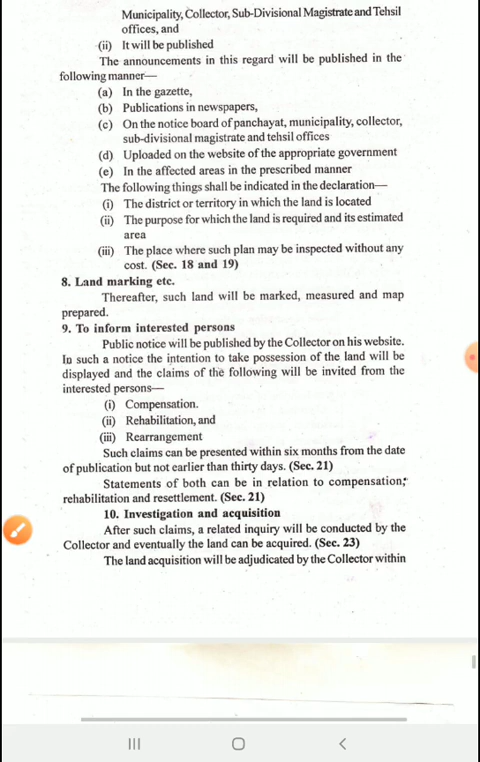 Municipality, Collector, Sub-Divisional Magistrate and Tehsil
offices, and
(ii) It will be published
The announcements in this regard will be published in the
following manner—
(a) In the gazette,
(b) Publications in newspapers,
(c) On the notice board of panchayat, municipality, collector,
sub-divisional magistrate and tehsil offices
(d) Uploaded on the website of the appropriate government
(e) In the affected areas in the prescribed manner
The following things shall be indicated in the declaration—
(i) The district or territory in which the land is located
(ii) The purpose for which the land is required and its estimated
area
(iii) The place where such plan may be inspected without any
cost. (Sec. 18 and 19)
8. Land marking etc.
Thereafter, such land will be marked, measured and map
prepared.
9. To inform interested persons
Public notice will be published by the Collector on his website.
In such a notice the intention to take possession of the land will be
displayed and the claims of the following will be invited from the
interested persons—
(i) Compensation.
(ii) Rehabilitation, and
(iii) Rearrangement
Such claims can be presented within six months from the date
of publication but not earlier than thirty days. (Sec. 21)
Statements of both can be in relation to compensation,
rehabilitation and resettlement. (Sec. 21)
10. Investigation and acquisition
After such claims, a related inquiry will be conducted by the
Collector and eventually the land can be acquired. (Sec. 23)
The land acquisition will be adjudicated by the Collector within